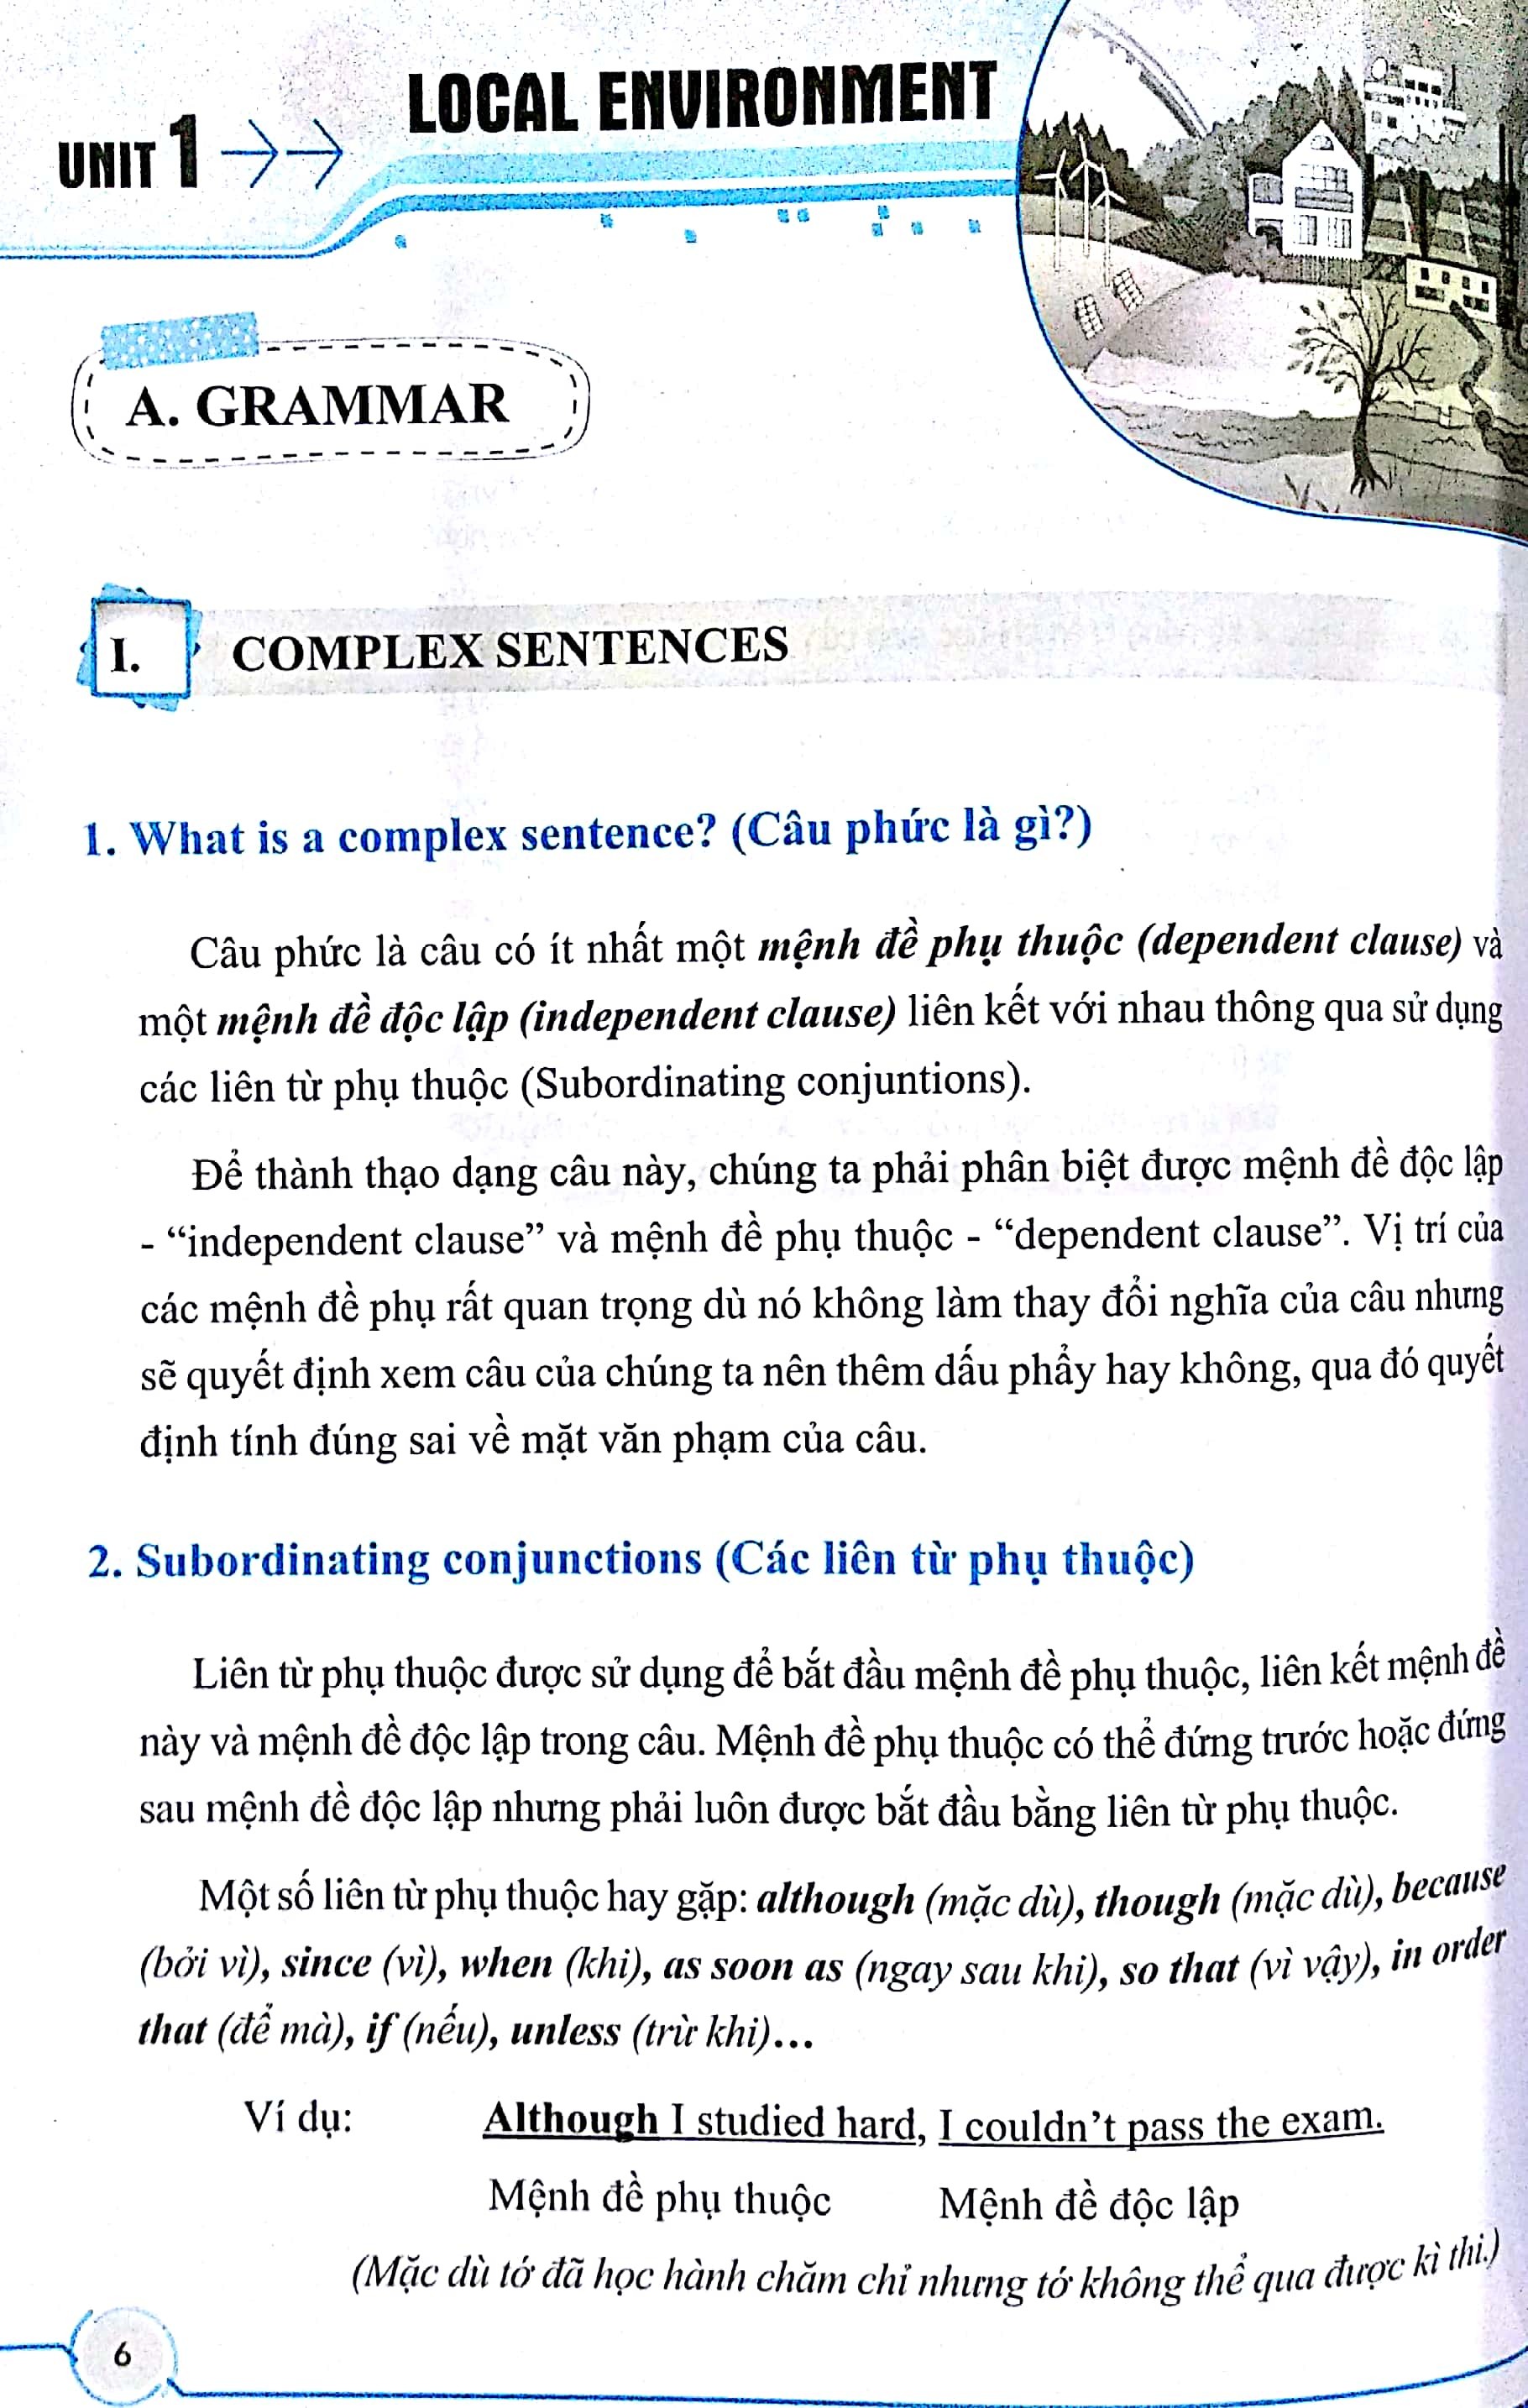 LOCAL ENVIRONMENT
UNIT 1
A. GRAMMAR
I. COMPLEX SENTENCES
1. What is a complex sentence? (Câu phức là gì?)
Câu phức là câu có ít nhất một mệnh đề phụ thuộc (dependent clause) và
một mệnh đề độc lập (independent clause) liên kết với nhau thông qua sử dụng
các liên từ phụ thuộc (Subordinating conjuntions).
Để thành thạo dạng câu này, chúng ta phải phân biệt được mệnh đề độc lập
- “independent clause” và mệnh đề phụ thuộc - “dependent clause”. Vị trí của
các mệnh đề phụ rất quan trọng dù nó không làm thay đổi nghĩa của câu nhưng
sẽ quyết định xem câu của chúng ta nên thêm dấu phẩy hay không, qua đó quyết
định tính đúng sai về mặt văn phạm của câu.
2. Subordinating conjunctions (Các liên từ phụ thuộc)
Liên từ phụ thuộc được sử dụng để bắt đầu mệnh đề phụ thuộc, liên kết mệnh đề
này và mệnh đề độc lập trong câu. Mệnh đề phụ thuộc có thể đứng trước hoặc đứng
sau mệnh đề độc lập nhưng phải luôn được bắt đầu bằng liên từ phụ thuộc.
Một số liên từ phụ thuộc hay gặp: although (mặc dù), though (mặc dù), because
(bởi vì), since (vì), when (khi), as soon as (ngay sau khi), so that (vì vậy), in order
that (để mà), if (nếu), unless (trừ khi)...
Ví dụ: Although I studied hard, I couldn’t pass the exam.
Mệnh đề phụ thuộc Mệnh đề độc lập
(Mặc dù tớ đã học hành chăm chỉ nhưng tớ không thể qua được kì thi.)
6